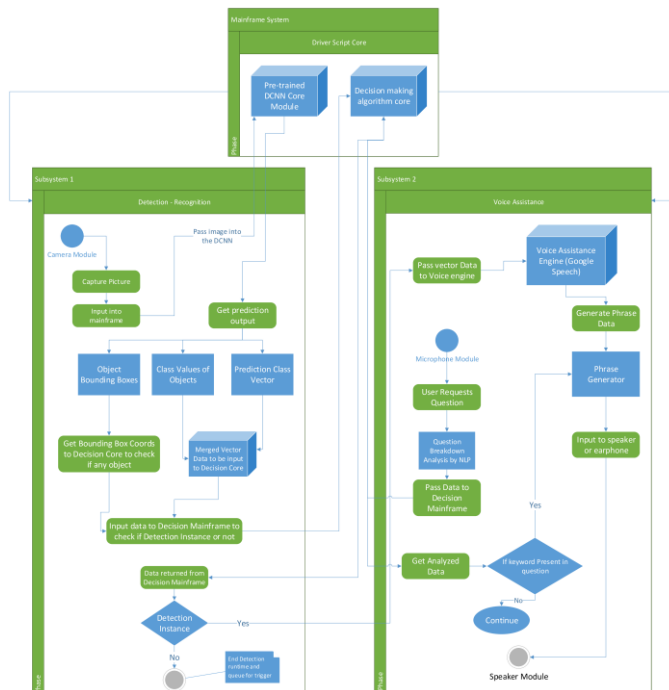 Mainframe System
Driver Script Core
Phase
Pre-trained
DCNN Core
Module
Decision making
algorithm core
Subsystem 1
Detection - Recognition
Phase
Camera Module
Pass image into
the DCNN
Capture Picture
Input into
mainframe
Get prediction
output
Object
Bounding Boxes
Class Values of
Objects
Prediction Class
Vector
Get Bounding Box Coords
to Decision Core to check
if any object
Merged Vector
Data to be input
to Decision Core
Input data to Decision Mainframe to
check if Detection Instance or not
Data returned from
Decision Mainframe
Detection
Instance
Yes
No
End Detection
runtime and
queue for trigger
Subsystem 2
Voice Assistance
Phase
Pass vector Data
to Voice engine
Voice Assistance
Engine (Google
Speech)
Generate Phrase
Data
Microphone Module
Phrase
Generator
User Requests
Question
Question
Breakdown
Analysis by NLP
Input to speaker
or earphone
Pass Data to
Decision
Mainframe
Yes
Get Analyzed
Data
If keyword Present in
question
No
Continue
Speaker Module